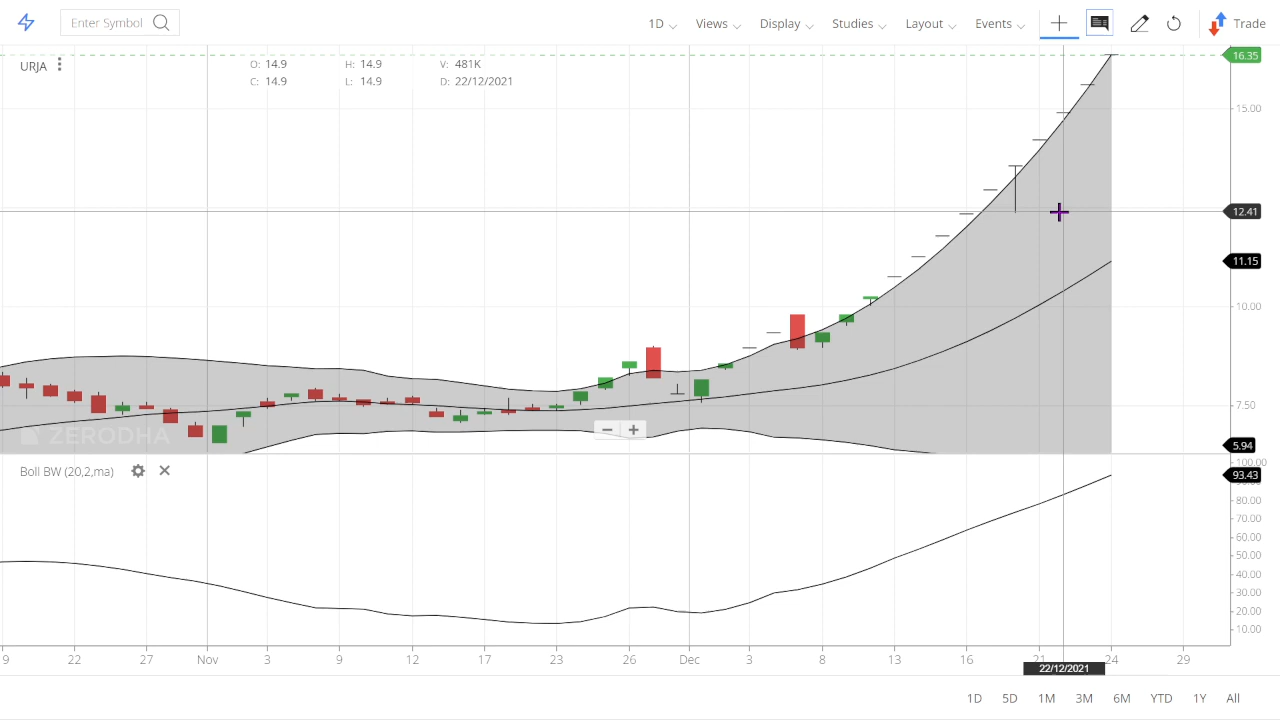 Enter Symbol 1D Views Display Studies Layout Events Trade
URJA
O: 14.9 H: 14.9 V: 481K
C: 14.9 L: 14.9 D: 22/12/2021
16.35
15.00
12.41
11.15
10.00
7.50
5.94
ZERODHA
Boll BW (20,2,ma)
100.00
93.43
80.00
70.00
60.00
50.00
40.00
30.00
20.00
10.00
9 22 27 Nov 3 9 12 17 23 26 Dec 3 8 13 16 21 24 29
22/12/2021
1D 5D 1M 3M 6M YTD 1Y All